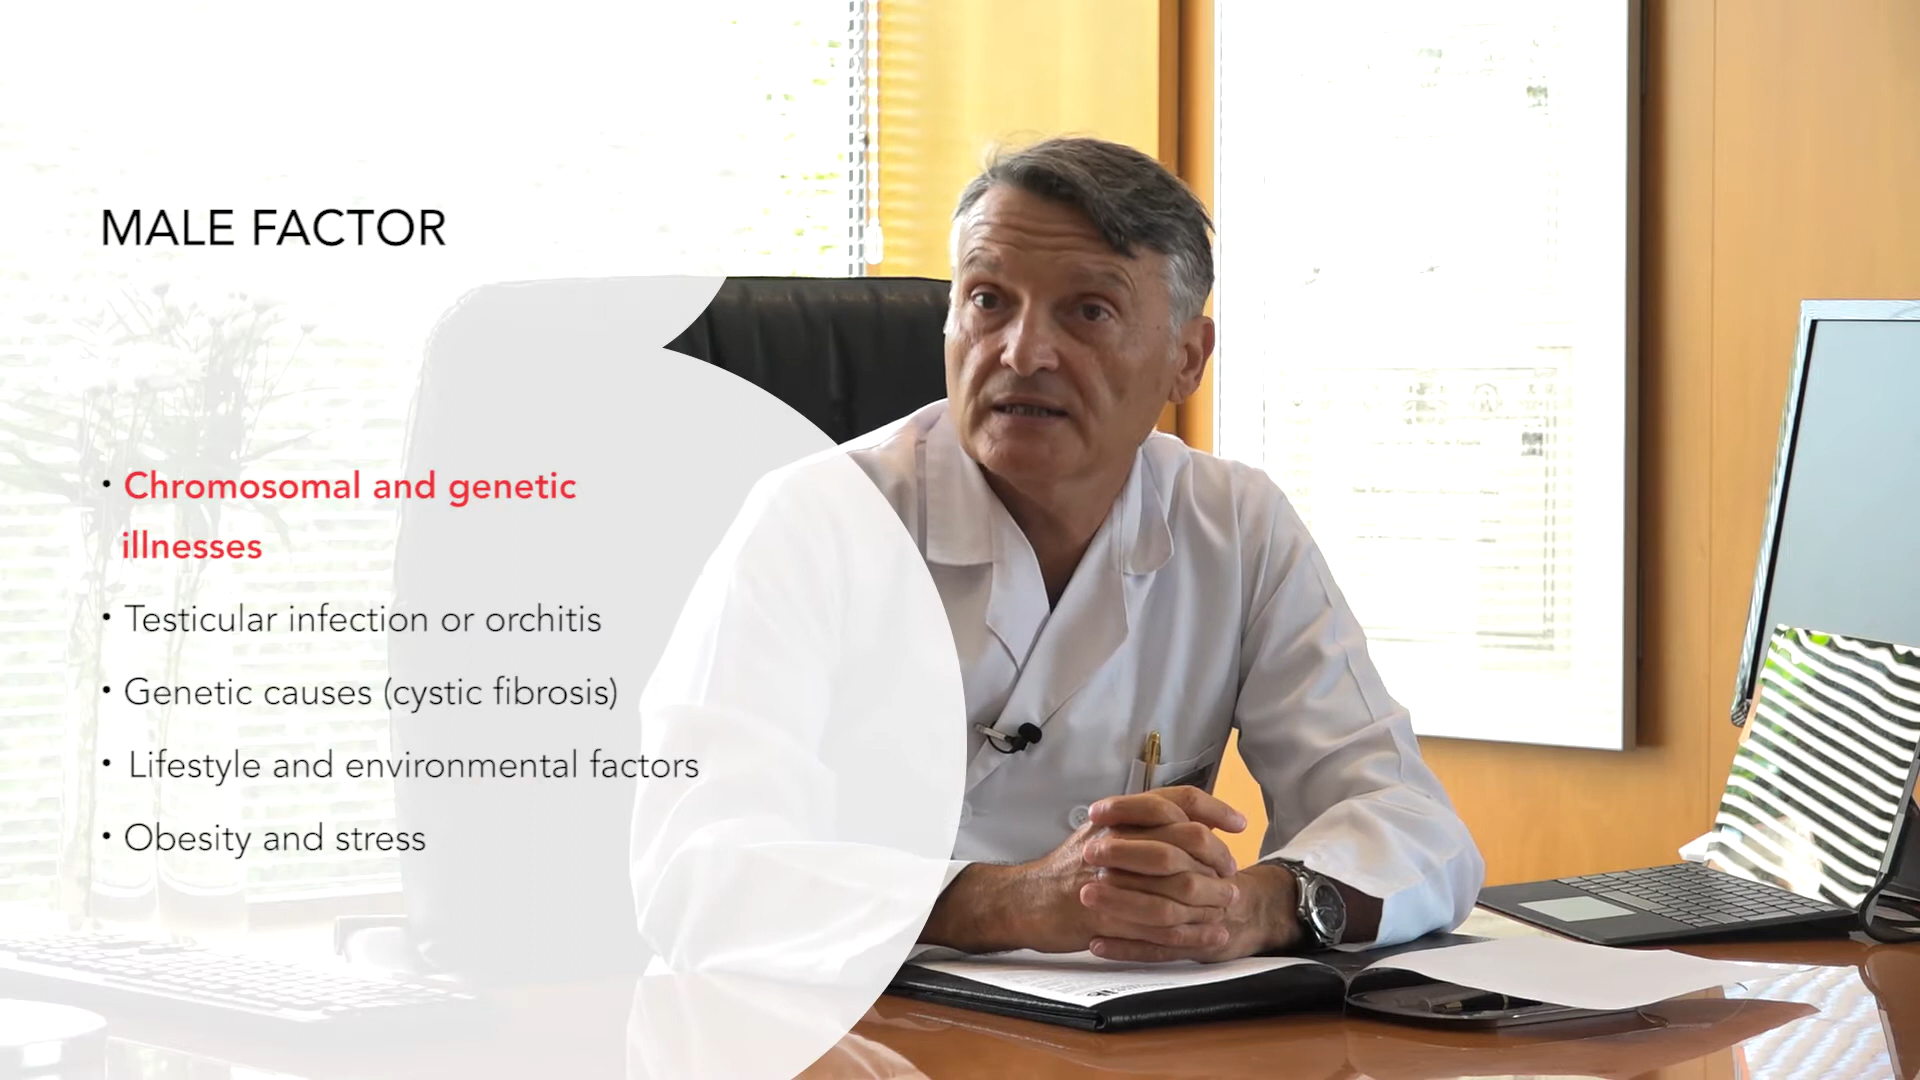 MALE FACTOR
• Chromosomal and genetic
illnesses
• Testicular infection or orchitis
• Genetic causes (cystic fibrosis)
• Lifestyle and environmental factors
• Obesity and stress